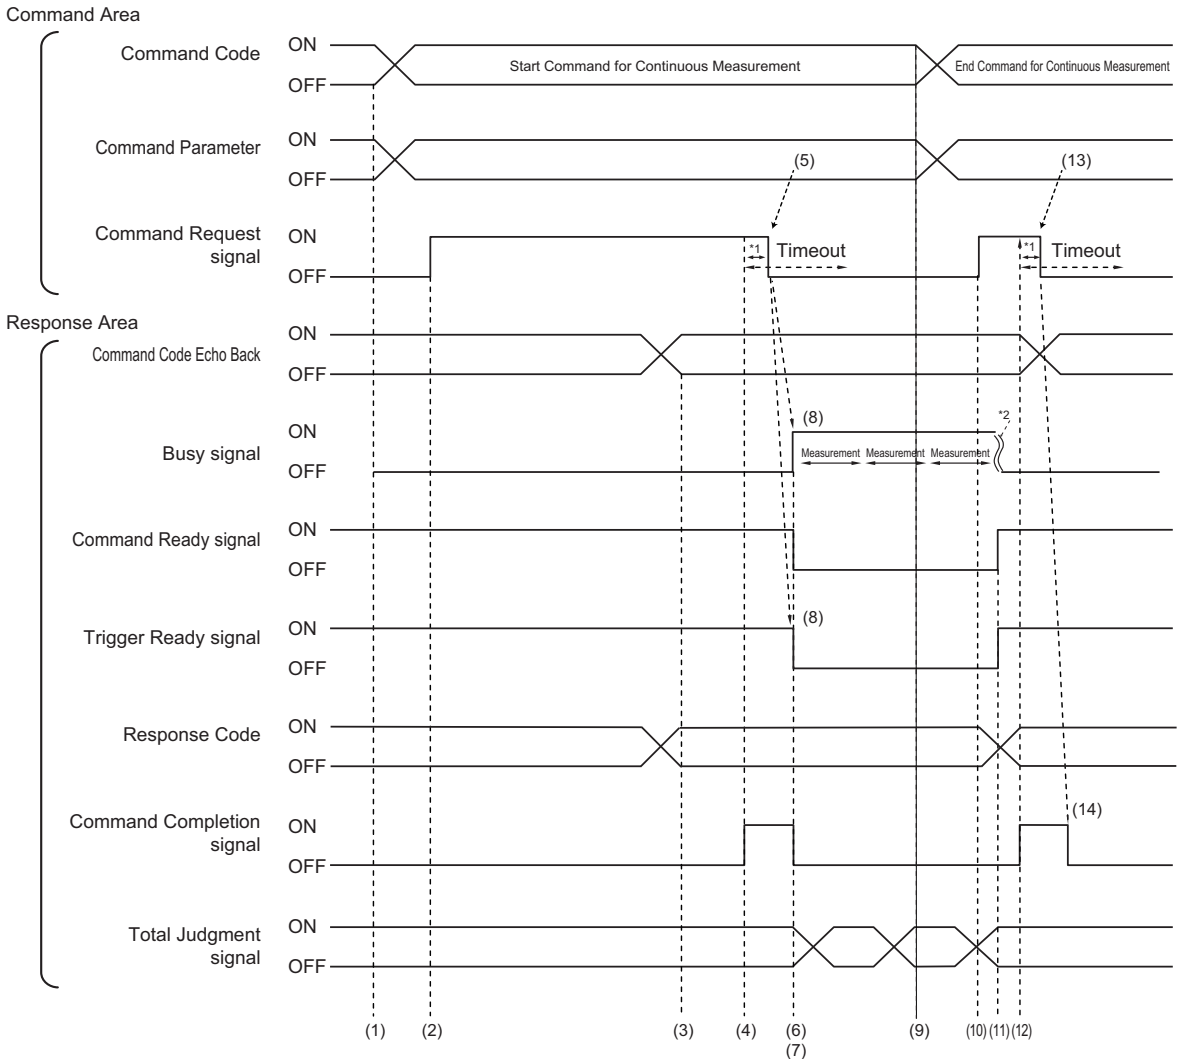 Command Area
Command Code
ON
OFF
Start Command for Continuous Measurement
End Command for Continuous Measurement
Command Parameter
ON
OFF
(5)
(13)
Command Request
signal
ON
OFF
*1
Timeout
*1
Timeout
Response Area
Command Code Echo Back
ON
OFF
Busy signal
ON
OFF
(8)
*2
Measurement
Measurement
Measurement
Command Ready signal
ON
OFF
Trigger Ready signal
ON
OFF
(8)
Response Code
ON
OFF
Command Completion
signal
ON
OFF
(14)
Total Judgment
signal
ON
OFF
(1)
(2)
(3)
(4)
(6)
(7)
(9)
(10)
(11)
(12)